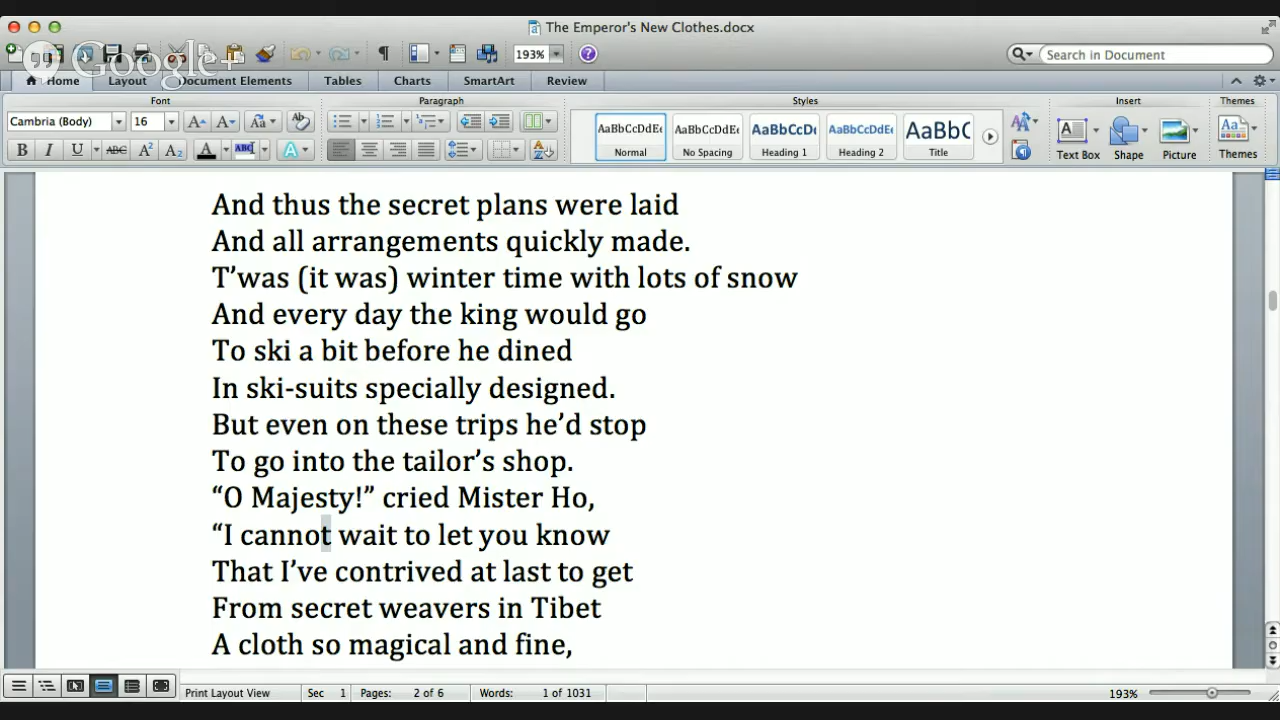 The Emperor's New Clothes.docx
Google+
193%
Search in Document
Home Layout Document Elements Tables Charts SmartArt Review
Font Paragraph Styles Insert Themes
Cambria (Body) 16
AaBbCcDdEe AaBbCcDdEe AaBbCcDc AaBbCcDdEe AaBbC
Normal No Spacing Heading 1 Heading 2 Title
Text Box Shape Picture Themes
And thus the secret plans were laid
And all arrangements quickly made.
T’was (it was) winter time with lots of snow
And every day the king would go
To ski a bit before he dined
In ski-suits specially designed.
But even on these trips he’d stop
To go into the tailor’s shop.
“O Majesty!” cried Mister Ho,
“I cannot wait to let you know
That I’ve contrived at last to get
From secret weavers in Tibet
A cloth so magical and fine,
Print Layout View Sec 1 Pages: 2 of 6 Words: 1 of 1031 193%